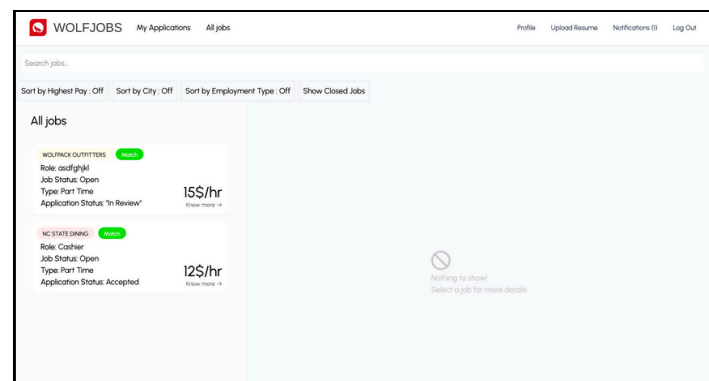 WOLFJOBS My Applications All jobs Profile Upload Resume Notifications (1) Log Out
Search jobs...
Sort by Highest Pay : Off Sort by City : Off Sort by Employment Type : Off Show Closed Jobs
All jobs
WOLFPACK OUTFITTERS Match
Role: asdfghjkl
Job Status: Open
Type: Part Time
15$/hr
Application Status: "In Review"
Know more →
NC STATE DINING Match
Role: Cashier
Job Status: Open
Type: Part Time
12$/hr
Application Status: Accepted
Know more →
Nothing to show!
Select a job for more details